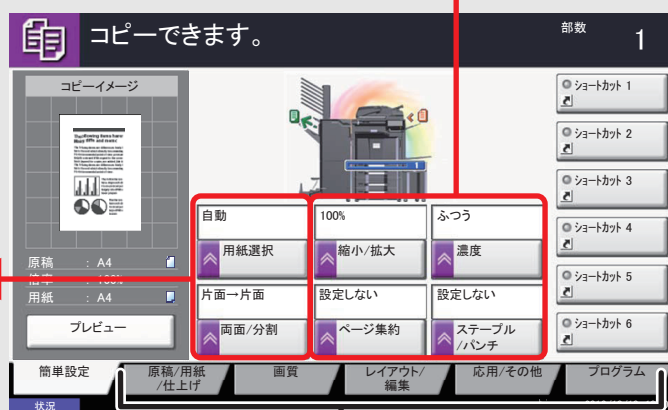 コピーできます。
部数
1
コピーイメージ
原稿 : A4
倍率 : 100%
用紙 : A4
プレビュー
自動
用紙選択
100%
縮小/拡大
ふつう
濃度
片面→片面
両面/分割
設定しない
ページ集約
設定しない
ステープル
/パンチ
ショートカット 1
ショートカット 2
ショートカット 3
ショートカット 4
ショートカット 5
ショートカット 6
簡単設定
原稿/用紙
/仕上げ
画質
レイアウト/
編集
応用/その他
プログラム
状況